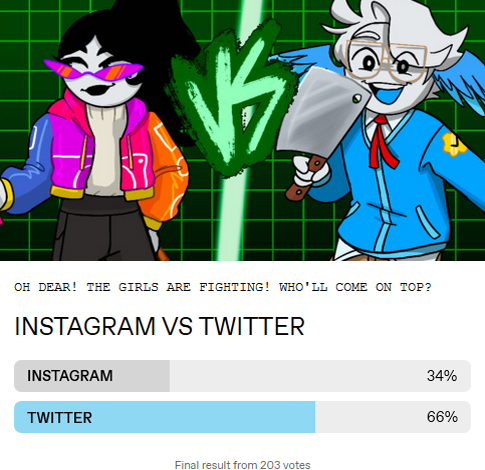 VS
OH DEAR! THE GIRLS ARE FIGHTING! WHO'LL COME ON TOP?
INSTAGRAM VS TWITTER
INSTAGRAM 34%
TWITTER 66%
Final result from 203 votes